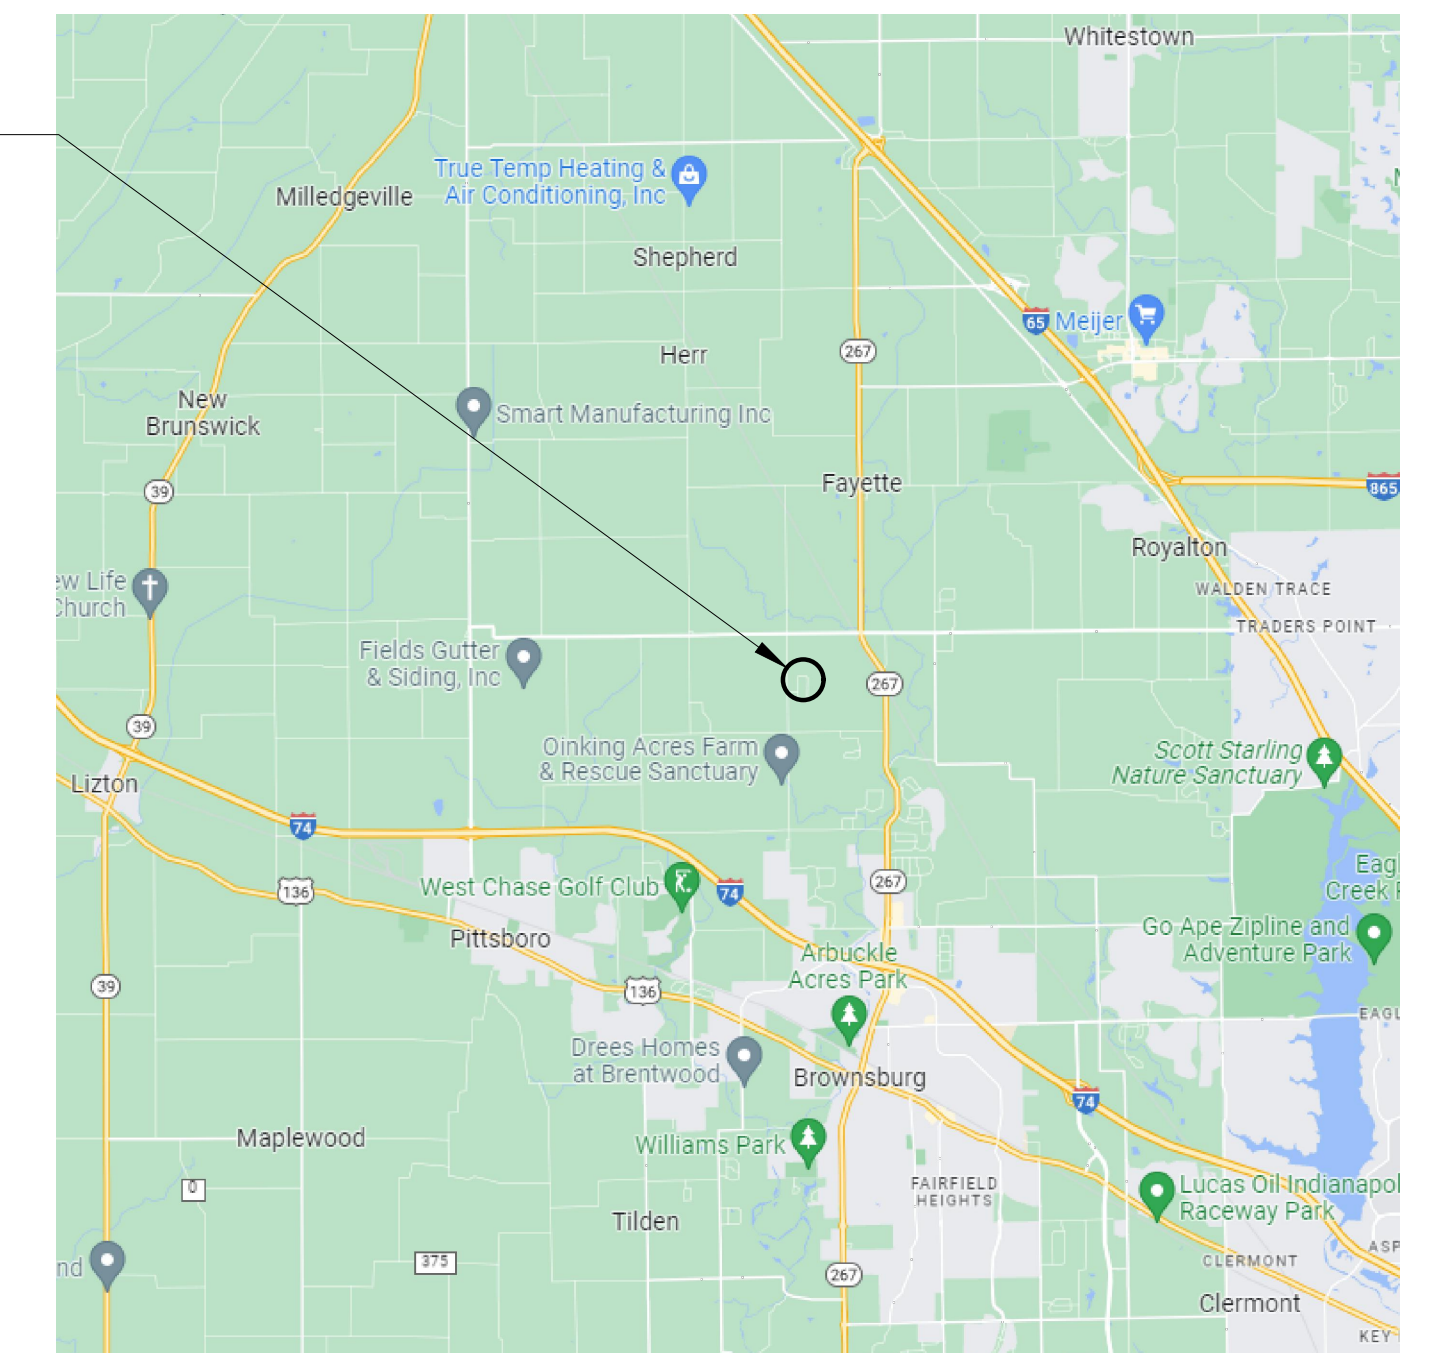 Whitestown
True Temp Heating &
Air Conditioning, Inc
Milledgeville
Shepherd
65
Meijer
267
Herr
New
Brunswick
Smart Manufacturing Inc
Fayette
39
865
Royalton
ew Life
Church
WALDEN TRACE
TRADERS POINT
Fields Gutter
& Siding, Inc
267
39
Oinking Acres Farm
& Rescue Sanctuary
Scott Starling
Nature Sanctuary
Lizton
74
136
West Chase Golf Club
74
267
Eagl
Creek P
Pittsboro
Arbuckle
Acres Park
Go Ape Zipline and
Adventure Park
39
136
EAGL
Drees Homes
at Brentwood
Brownsburg
74
Maplewood
Williams Park
0
FAIRFIELD
HEIGHTS
Lucas Oil Indianapol
Raceway Park
Tilden
nd
375
267
CLERMONT
ASP
Clermont
KEY